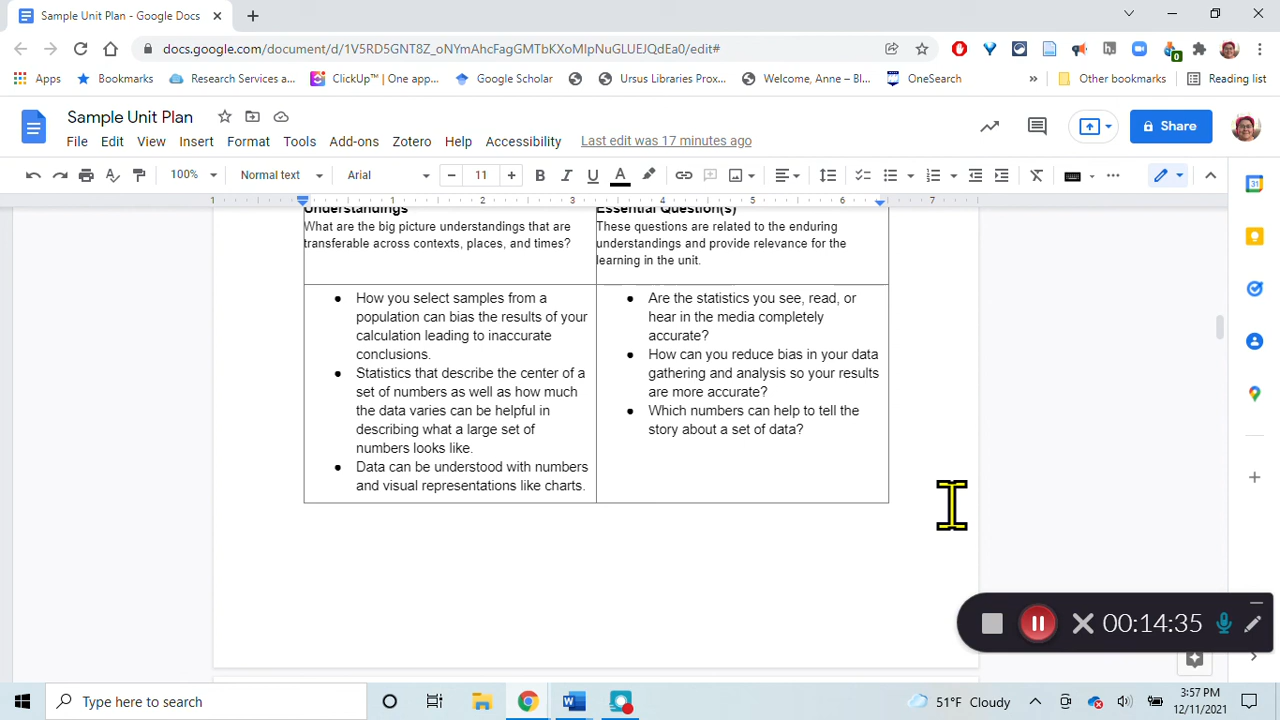 Sample Unit Plan - Google Docs
docs.google.com/document/d/1V5RD5GNT8Z_oNYmAhcFagGMTbKXoMlpNuGLUEJQdEa0/edit#
Apps
Bookmarks
Research Services a...
ClickUp™ | One app...
Google Scholar
Ursus Libraries Prox...
Welcome, Anne – Bl...
OneSearch
»
Other bookmarks
Reading list
Sample Unit Plan
File Edit View Insert Format Tools Add-ons Zotero Help Accessibility Last edit was 17 minutes ago
Share
100% Normal text Arial 11
1 1 2 3 4 5 6 7
Understandings
What are the big picture understandings that are
transferable across contexts, places, and times?
Essential Question(s)
These questions are related to the enduring
understandings and provide relevance for the
learning in the unit.
● How you select samples from a
population can bias the results of your
calculation leading to inaccurate
conclusions.
● Statistics that describe the center of a
set of numbers as well as how much
the data varies can be helpful in
describing what a large set of
numbers looks like.
● Data can be understood with numbers
and visual representations like charts.
● Are the statistics you see, read, or
hear in the media completely
accurate?
● How can you reduce bias in your data
gathering and analysis so your results
are more accurate?
● Which numbers can help to tell the
story about a set of data?
00:14:35
Type here to search
51°F Cloudy
3:57 PM
12/11/2021